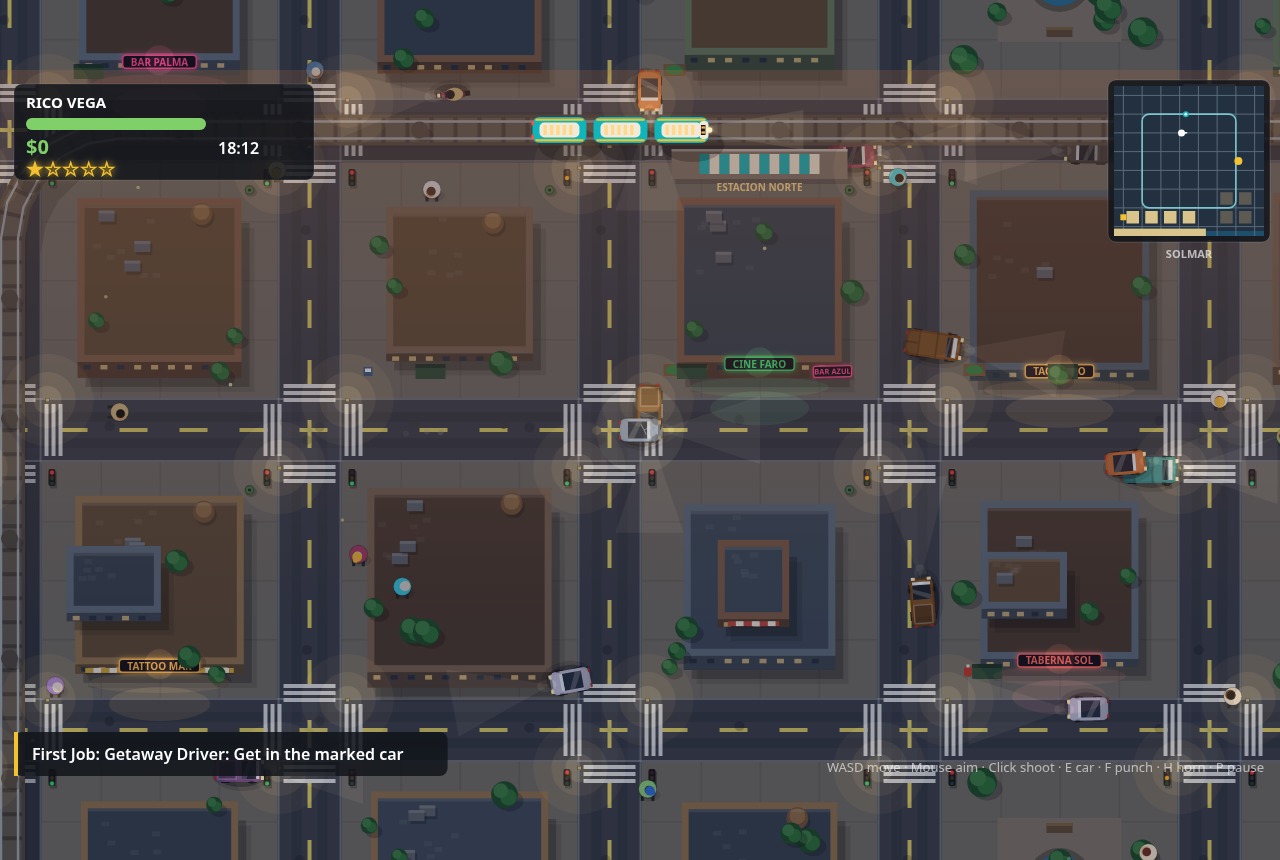 BAR PALMA
RICO VEGA
$0
18:12
ESTACION NORTE
SOLMAR
CINE FARO
BAR AZUL
TATTOO
TABERNA SOL
First Job: Getaway Driver: Get in the marked car
WASD move · Mouse aim · Click shoot · E car · F punch · H horn · P pause